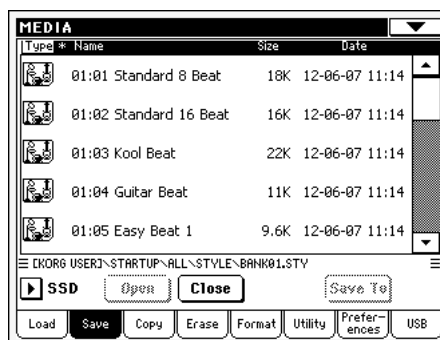 MEDIA
Type * Name Size Date
01:01 Standard 8 Beat 18K 12-06-07 11:14
01:02 Standard 16 Beat 16K 12-06-07 11:14
01:03 Kool Beat 22K 12-06-07 11:14
01:04 Guitar Beat 11K 12-06-07 11:14
01:05 Easy Beat 1 9.6K 12-06-07 11:14
[KORG USER]\STARTUP\ALL\STYLE\BANK01.STY
SSD Open Close Save To
Load Save Copy Erase Format Utility Prefer-ences USB